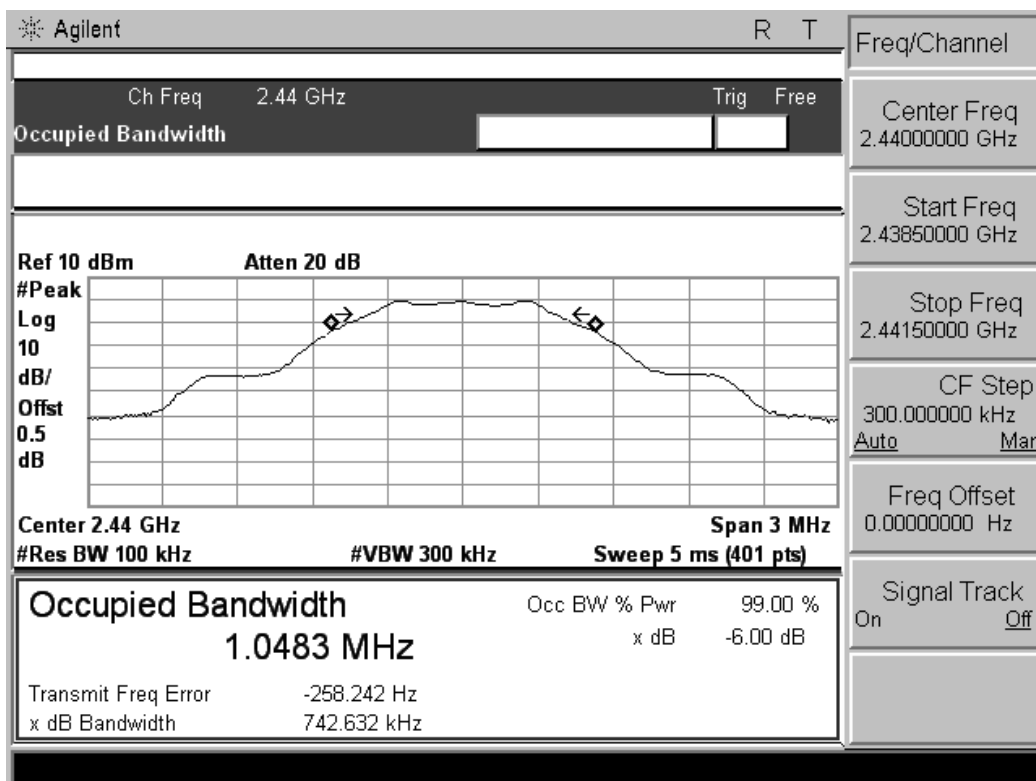 Agilent R T
Freq/Channel
Ch Freq 2.44 GHz Trig Free
Occupied Bandwidth
Center Freq
2.44000000 GHz
Start Freq
2.43850000 GHz
Stop Freq
2.44150000 GHz
CF Step
300.000000 kHz
Auto Man
Freq Offset
0.00000000 Hz
Signal Track
On Off
Ref 10 dBm Atten 20 dB
#Peak
Log
10
dB/
Offst
0.5
dB
Center 2.44 GHz Span 3 MHz
#Res BW 100 kHz #VBW 300 kHz Sweep 5 ms (401 pts)
Occupied Bandwidth
1.0483 MHz
Occ BW % Pwr 99.00 %
x dB -6.00 dB
Transmit Freq Error -258.242 Hz
x dB Bandwidth 742.632 kHz